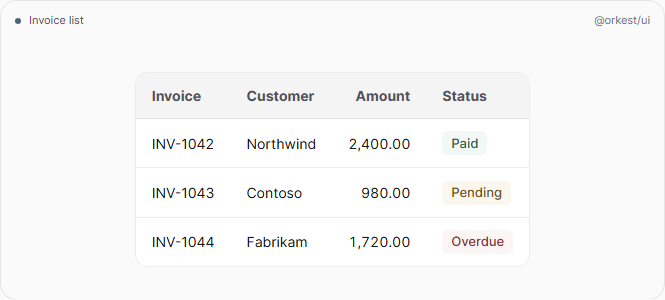 Invoice list @orkest/ui
Invoice Customer Amount Status
INV-1042 Northwind 2,400.00 Paid
INV-1043 Contoso 980.00 Pending
INV-1044 Fabrikam 1,720.00 Overdue